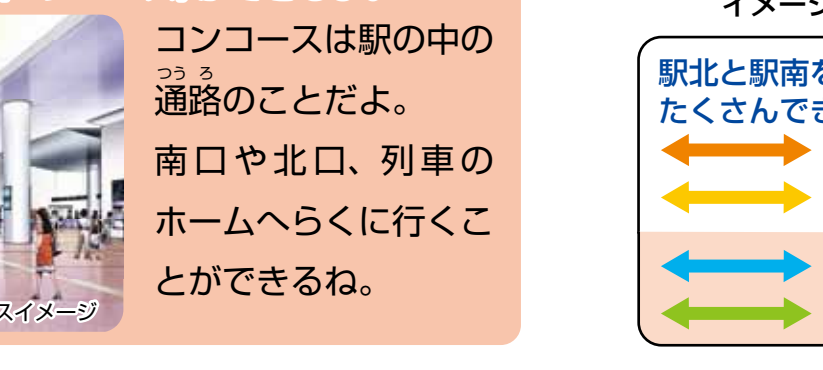 コンコースは駅の中の
つうろ
通路のことだよ。
南口や北口、列車の
ホームへらくに行くこ
とができるね。
スイメージ
イメージ
駅北と駅南を
たくさんでき